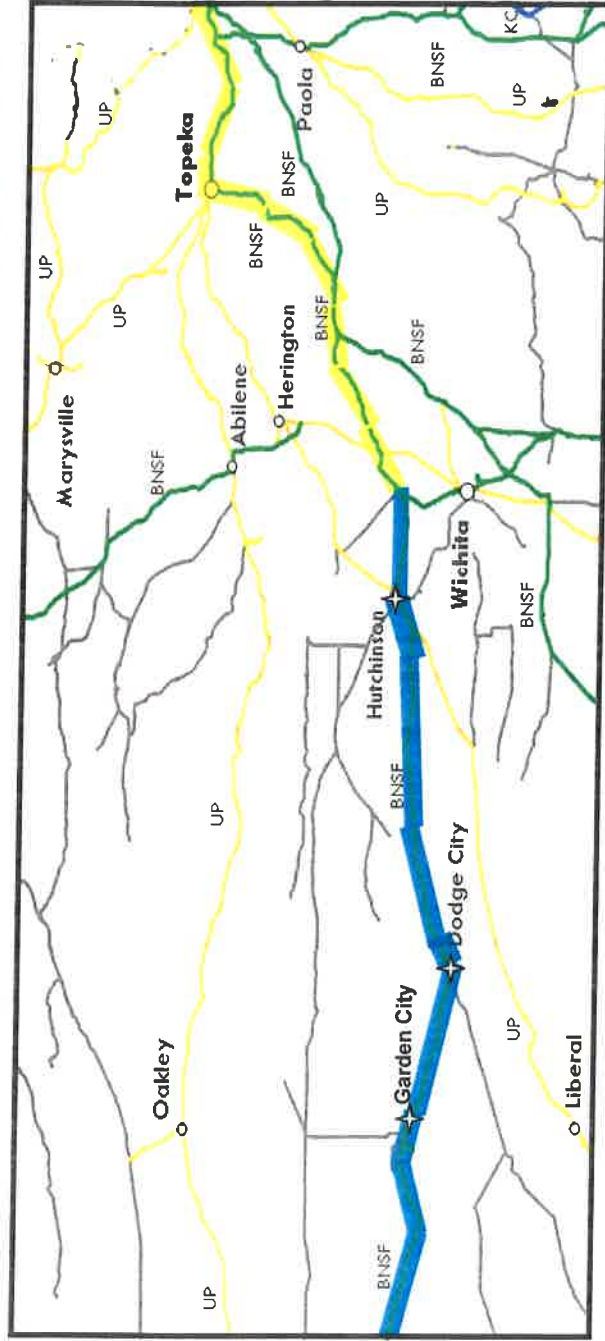 UP
UP
Marysville
UP
BNSF
Topeka
Oakley
Abilene
UP
UP
BNSF
BNSF
Herington
Paola
BNSF
UP
BNSF
BNSF
Hutchinson
BNSF
BNSF
Garden City
Dodge City
Wichita
KC
UP
UP
BNSF
Liberal